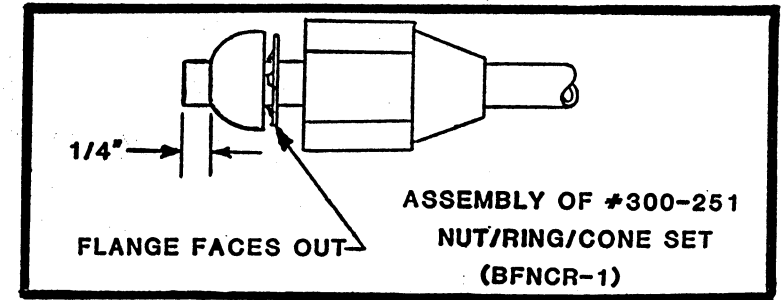 1/4"
FLANGE FACES OUT
ASSEMBLY OF #300-251
NUT/RING/CONE SET
(BFNCR-1)